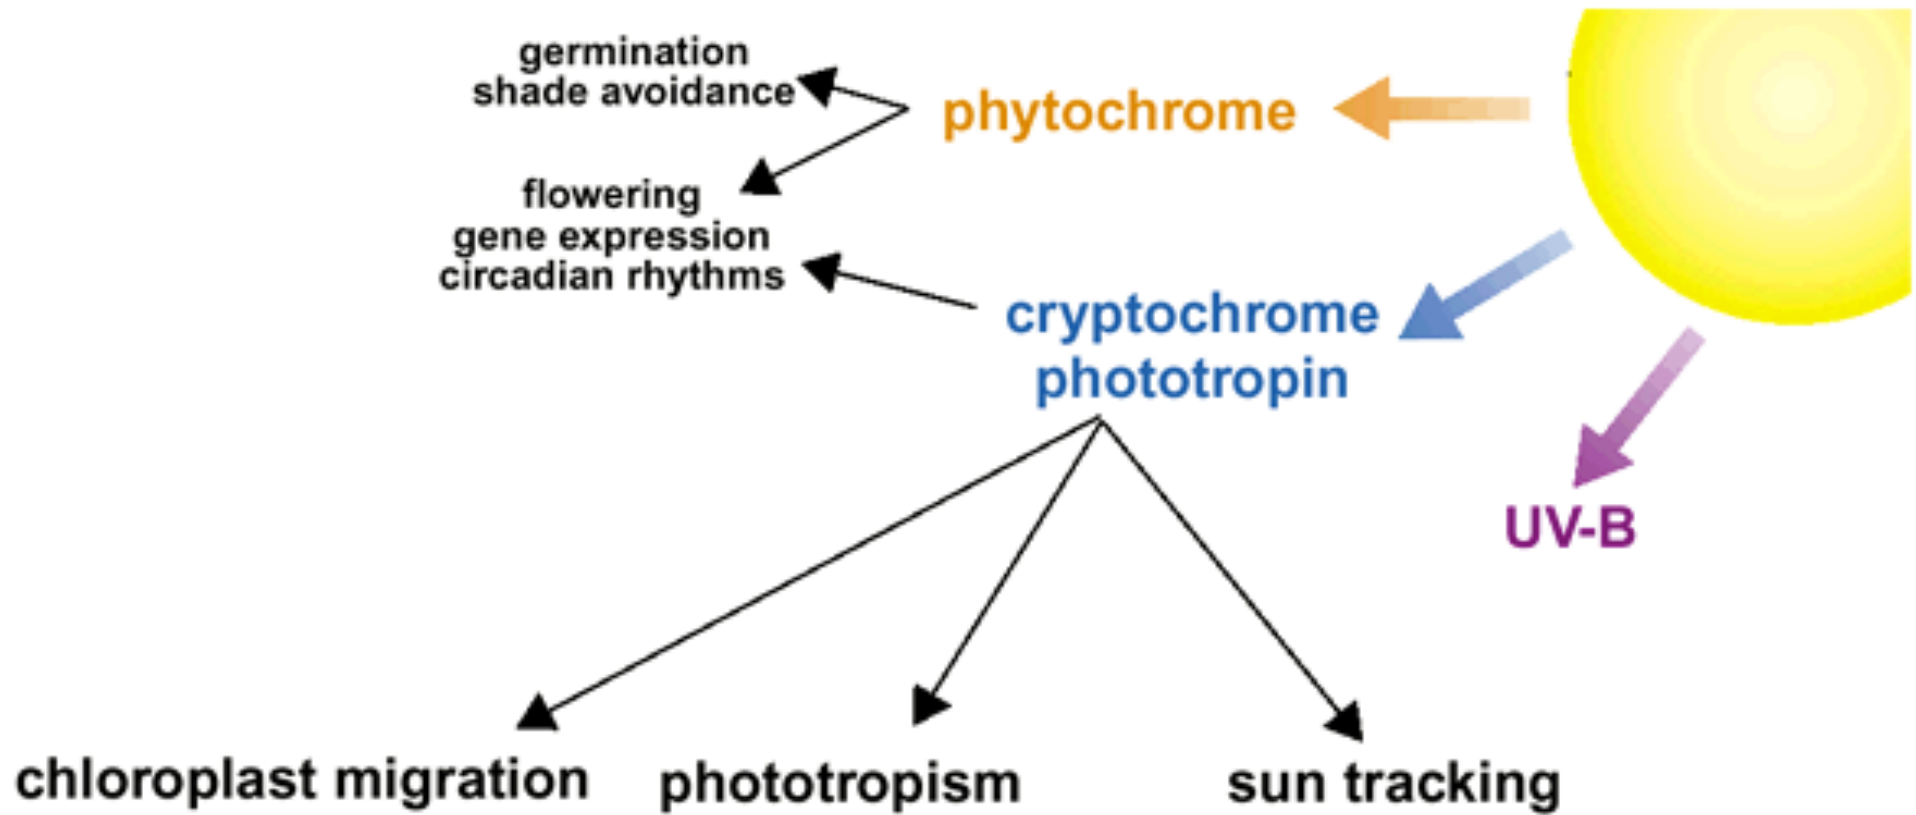 germination
shade avoidance
phytochrome
flowering
gene expression
circadian rhythms
cryptochrome
phototropin
UV-B
chloroplast migration
phototropism
sun tracking